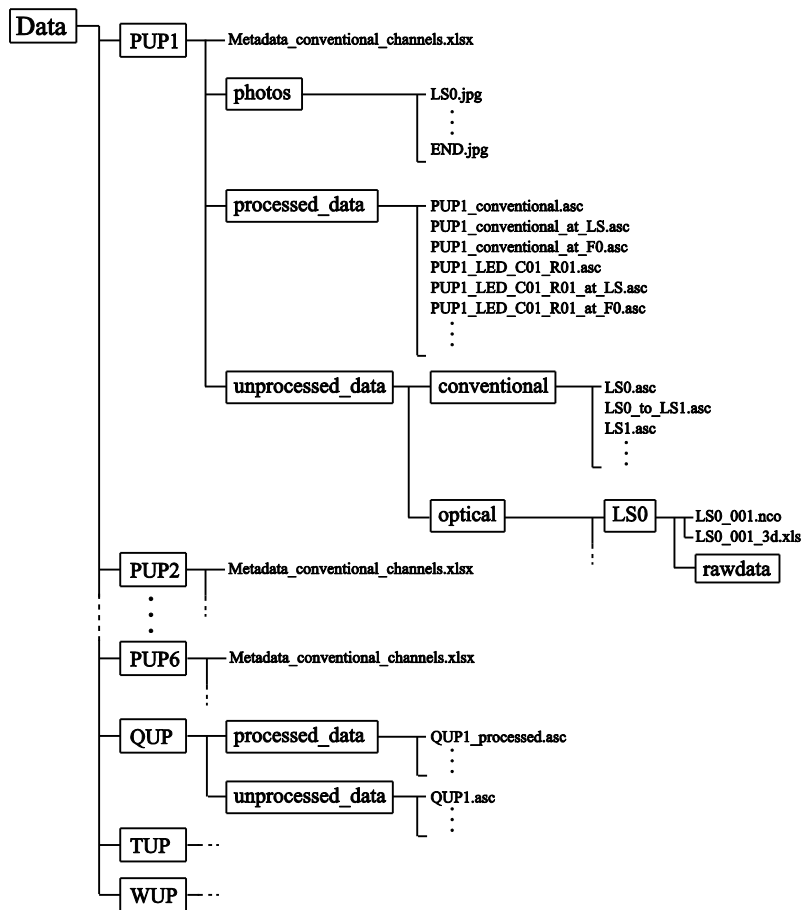 Data
PUP1
Metadata_conventional_channels.xlsx
photos
LS0.jpg
END.jpg
processed_data
PUP1_conventional.asc
PUP1_conventional_at_LS.asc
PUP1_conventional_at_F0.asc
PUP1_LED_C01_R01.asc
PUP1_LED_C01_R01_at_LS.asc
PUP1_LED_C01_R01_at_F0.asc
unprocessed_data
conventional
LS0.asc
LS0_to_LS1.asc
LS1.asc
optical
LS0
LS0_001.nco
LS0_001_3d.xls
rawdata
PUP2
Metadata_conventional_channels.xlsx
PUP6
Metadata_conventional_channels.xlsx
QUP
processed_data
QUP1_processed.asc
unprocessed_data
QUP1.asc
TUP
WUP